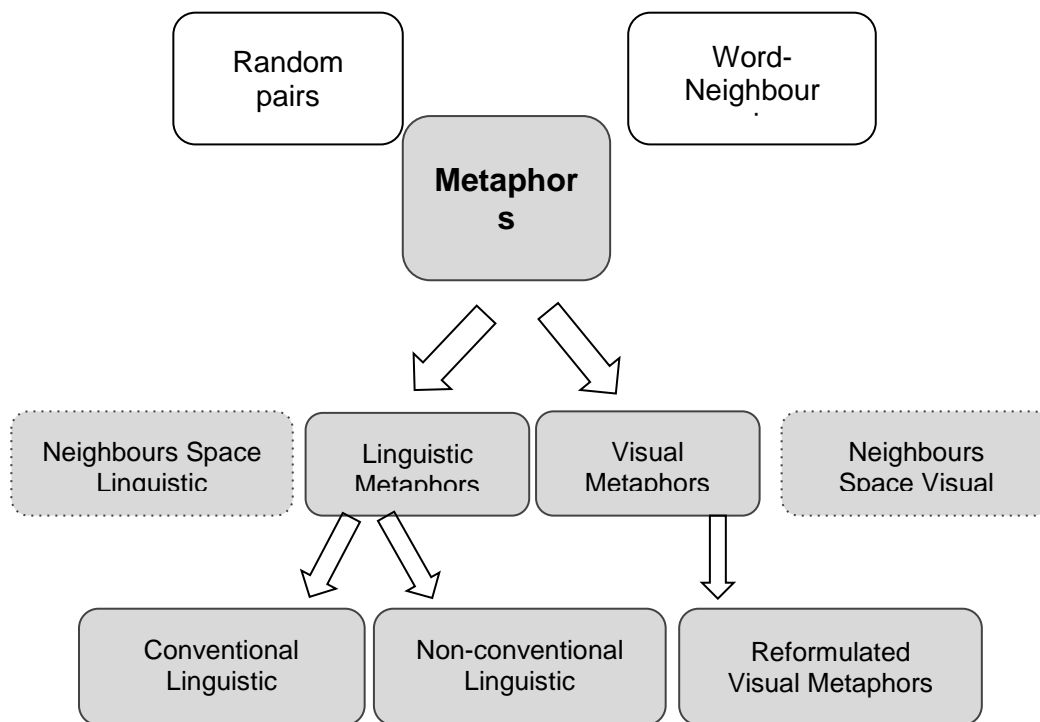 Random
pairs
Word-
Neighbour
Metaphor
s
Neighbours Space
Linguistic
Linguistic
Metaphors
Visual
Metaphors
Neighbours
Space Visual
Conventional
Linguistic
Non-conventional
Linguistic
Reformulated
Visual Metaphors